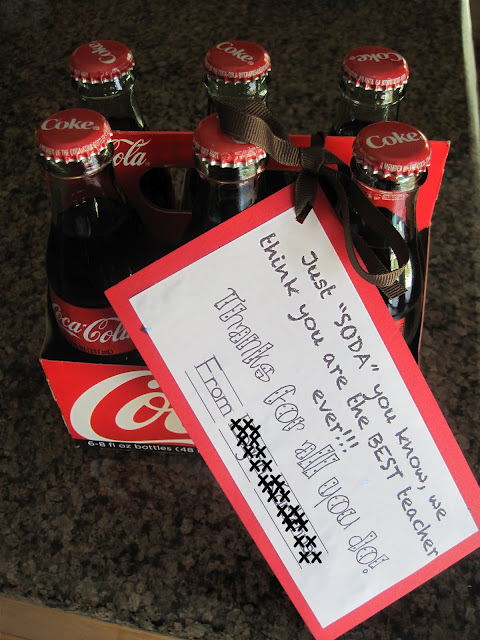 Coke
Coke
Coke
Coke
Coke
Cola
Coca-Cola
6-8 fl oz bottles (48
Just "SODA" you know, we
think you are the BEST teacher
ever!!!
Thanks for all you do!
From